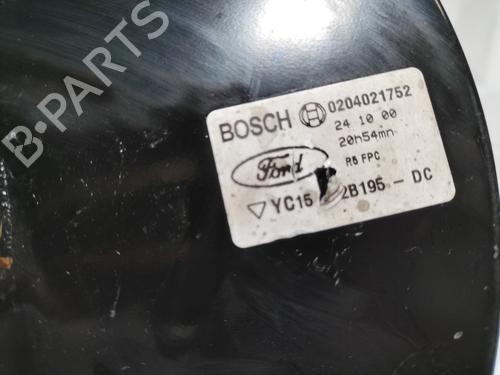 B-PARTS
BOSCH 0204021752
24 10 00
20h54mn
Ford R5 FPC
YC15 2B195 - DC